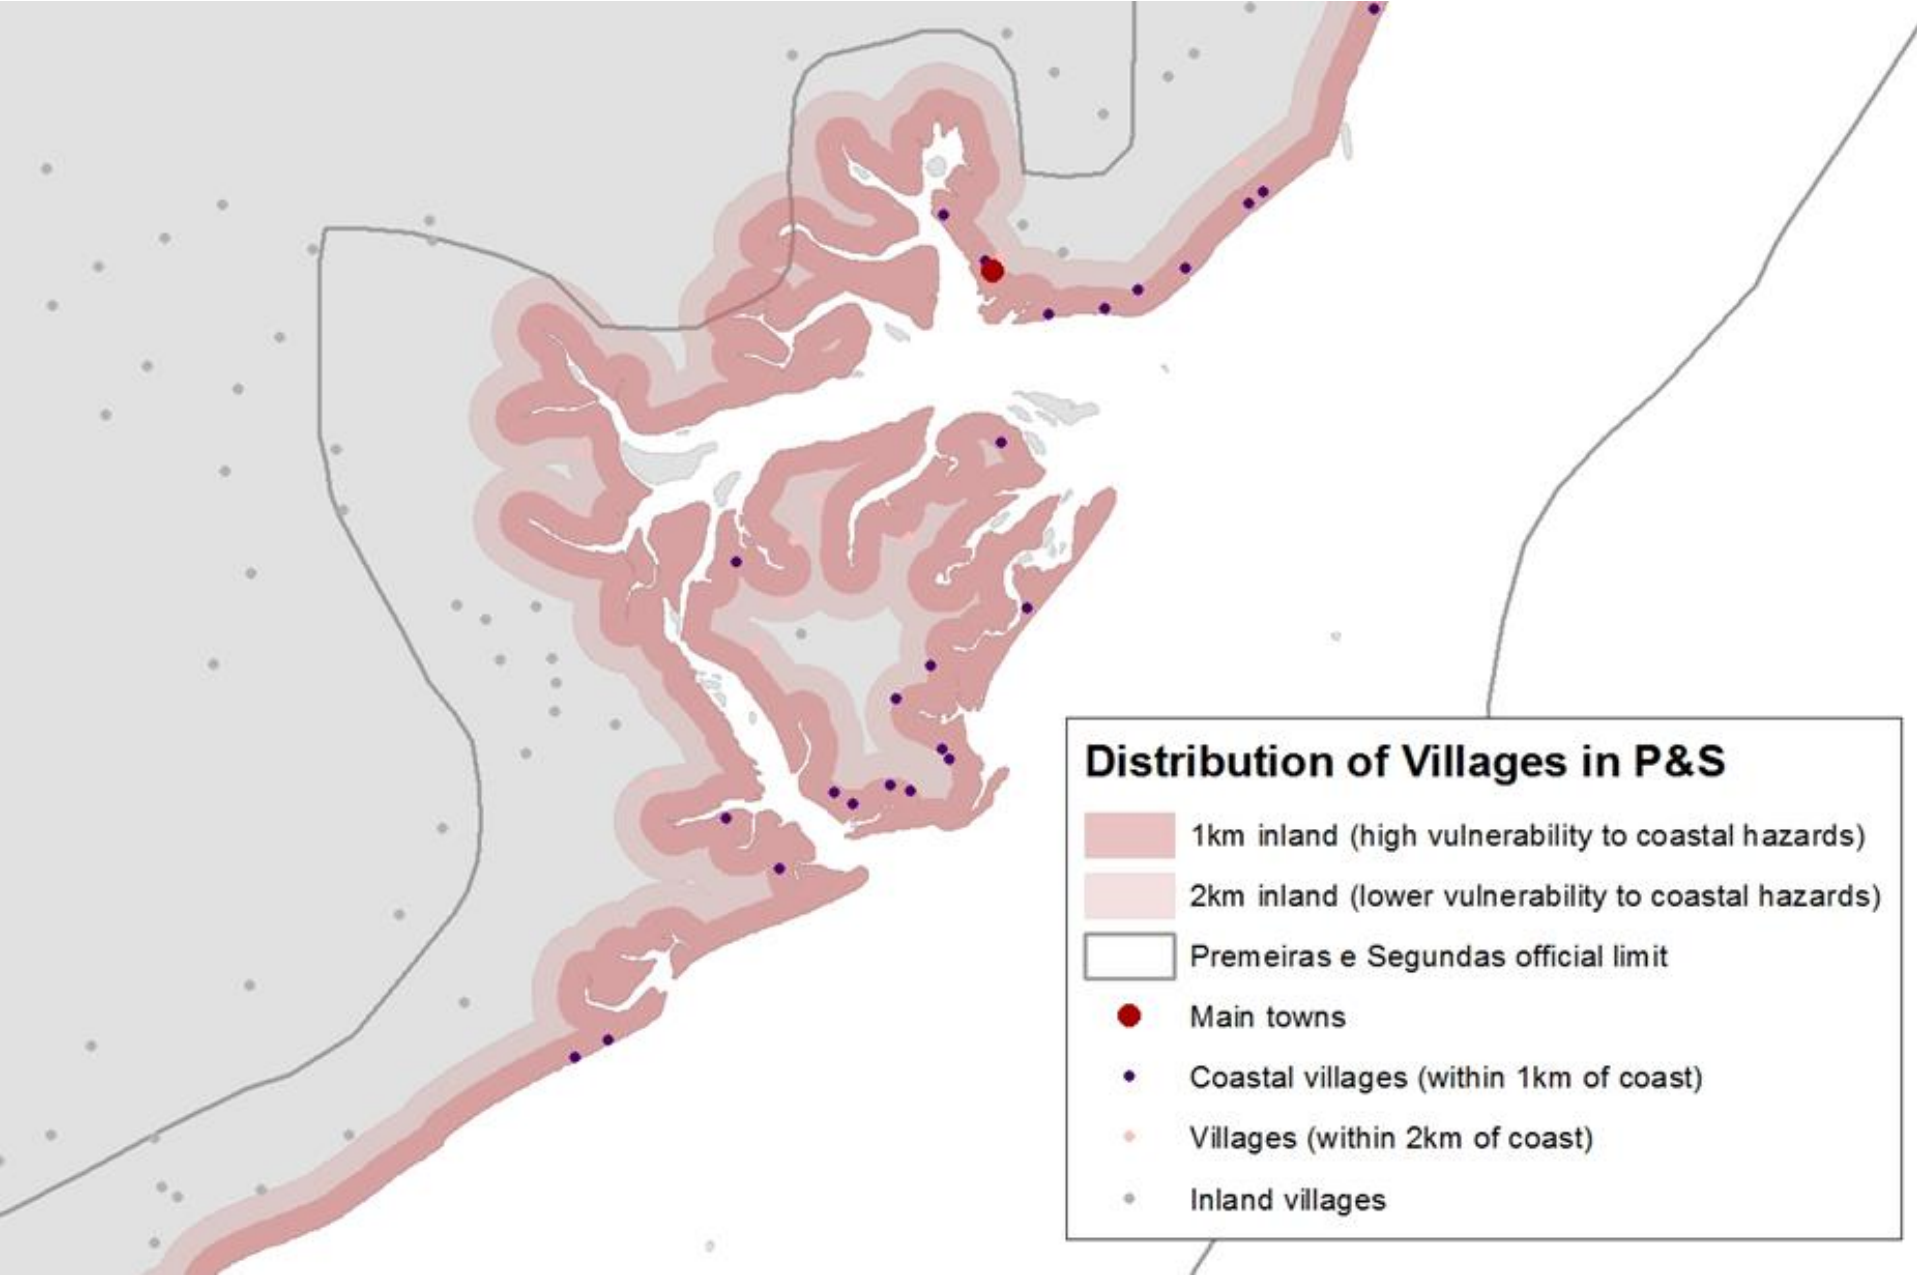 Distribution of Villages in P&S
1km inland (high vulnerability to coastal hazards)
2km inland (lower vulnerability to coastal hazards)
Premeiras e Segundas official limit
Main towns
Coastal villages (within 1km of coast)
Villages (within 2km of coast)
Inland villages